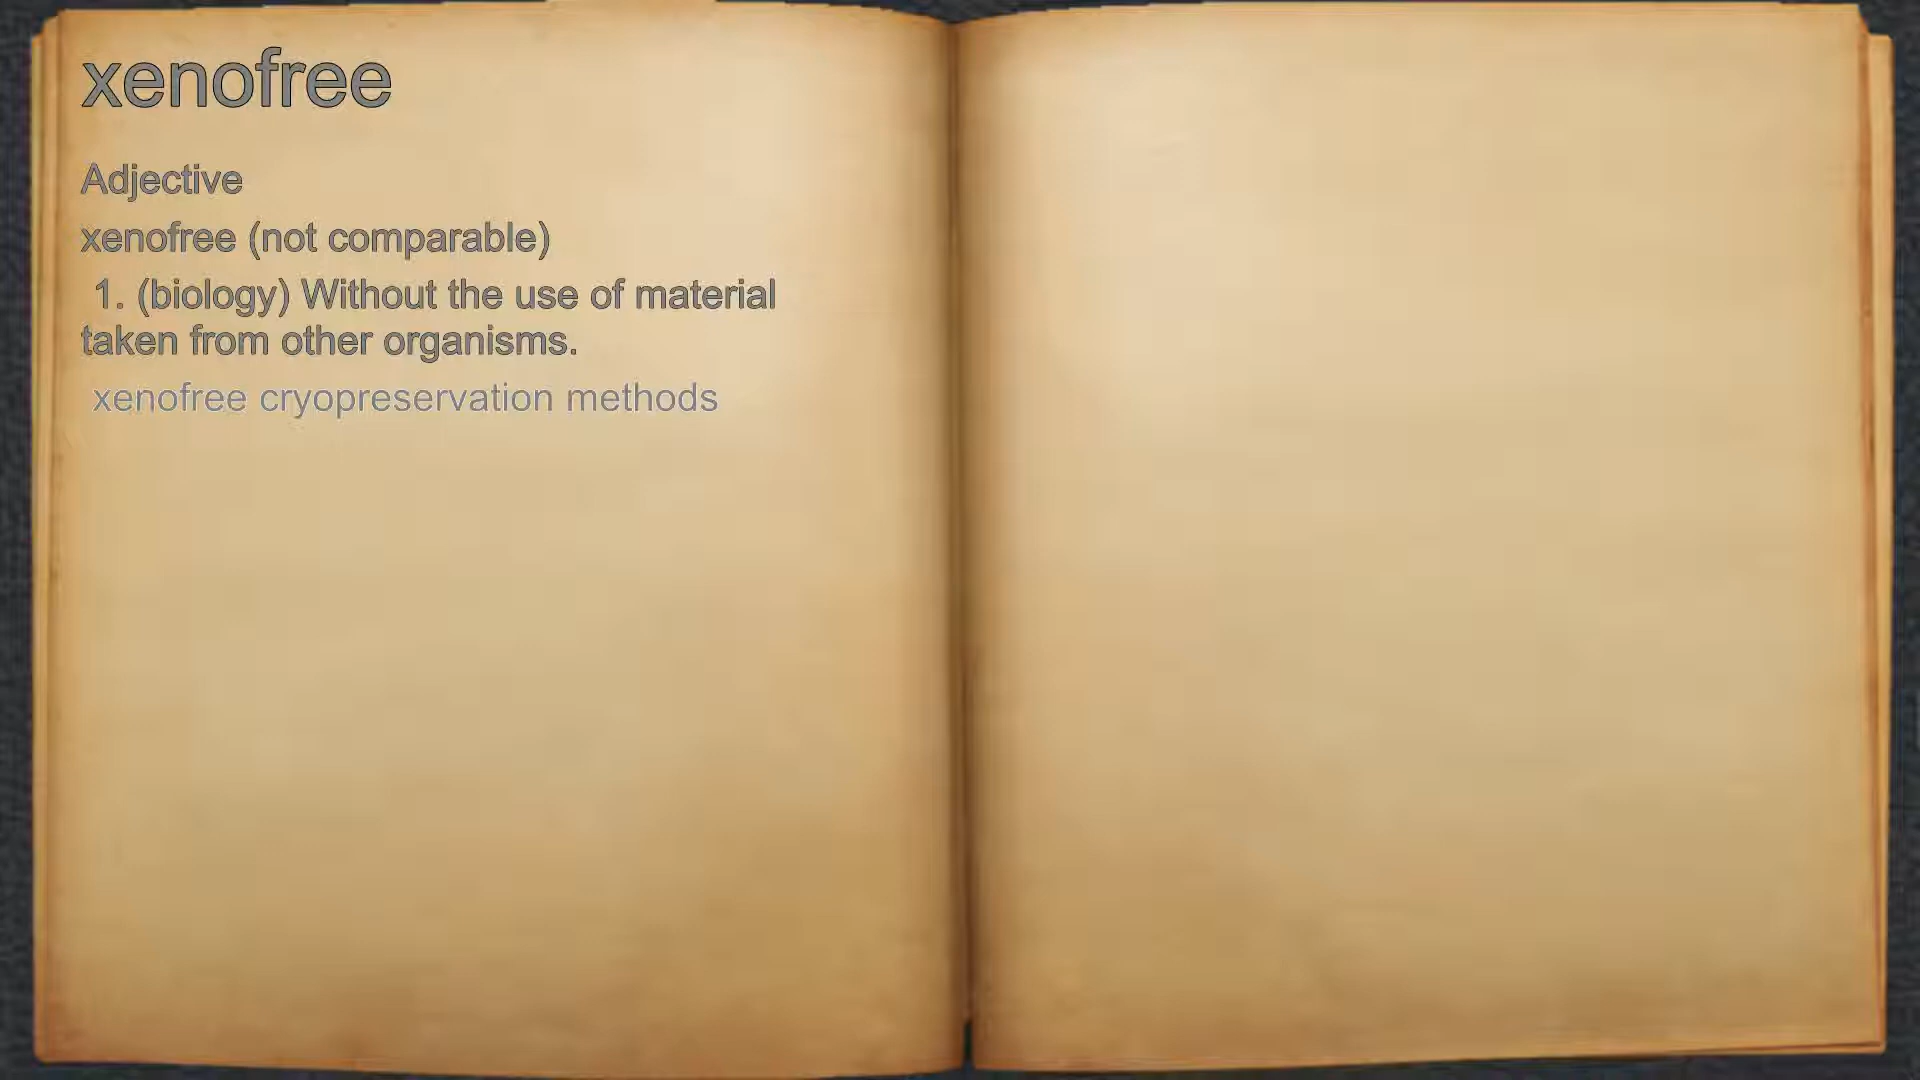 xenofree
Adjective
xenofree (not comparable)
1. (biology) Without the use of material
taken from other organisms.
xenofree cryopreservation methods